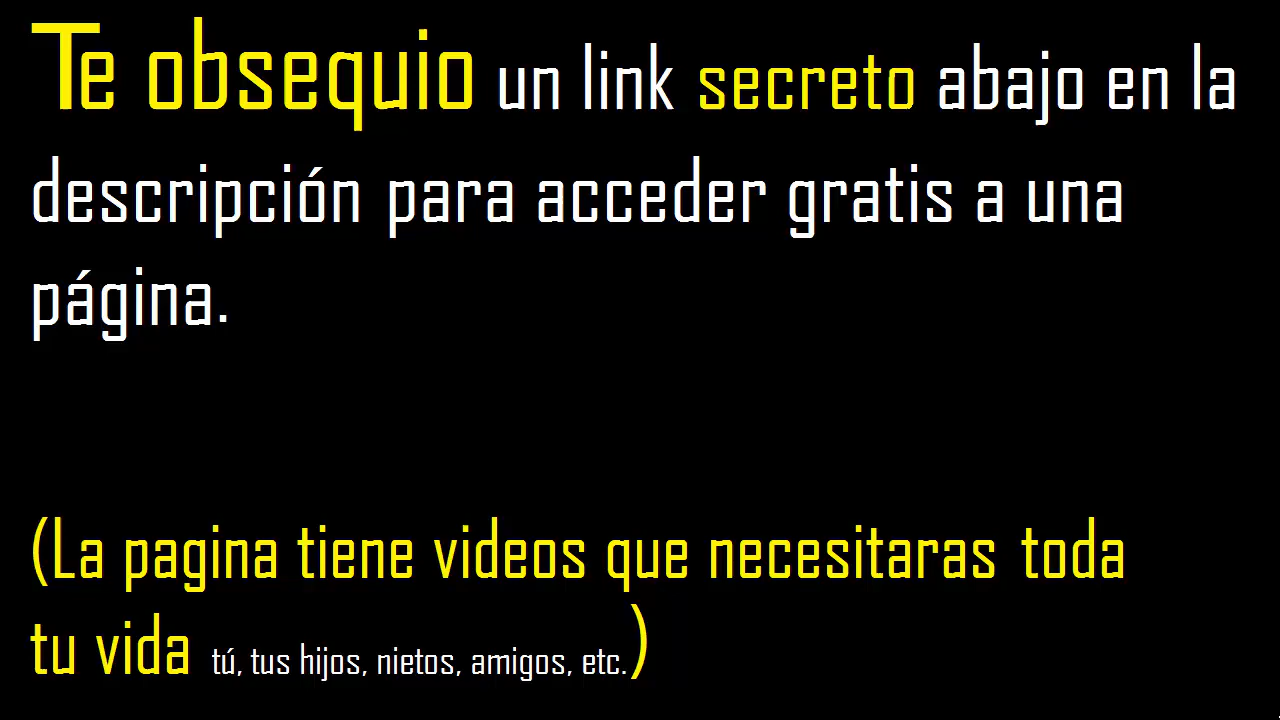 Te obsequio un link secreto abajo en la
descripción para acceder gratis a una
página.
(La pagina tiene videos que necesitaras toda
tu vida tú, tus hijos, nietos, amigos, etc.)